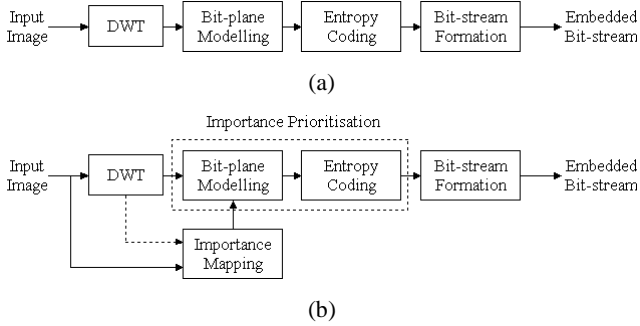 Input
Image
DWT
Bit-plane
Modelling
Entropy
Coding
Bit-stream
Formation
Embedded
Bit-stream
(a)
Importance Prioritisation
Input
Image
DWT
Bit-plane
Modelling
Entropy
Coding
Bit-stream
Formation
Embedded
Bit-stream
Importance
Mapping
(b)